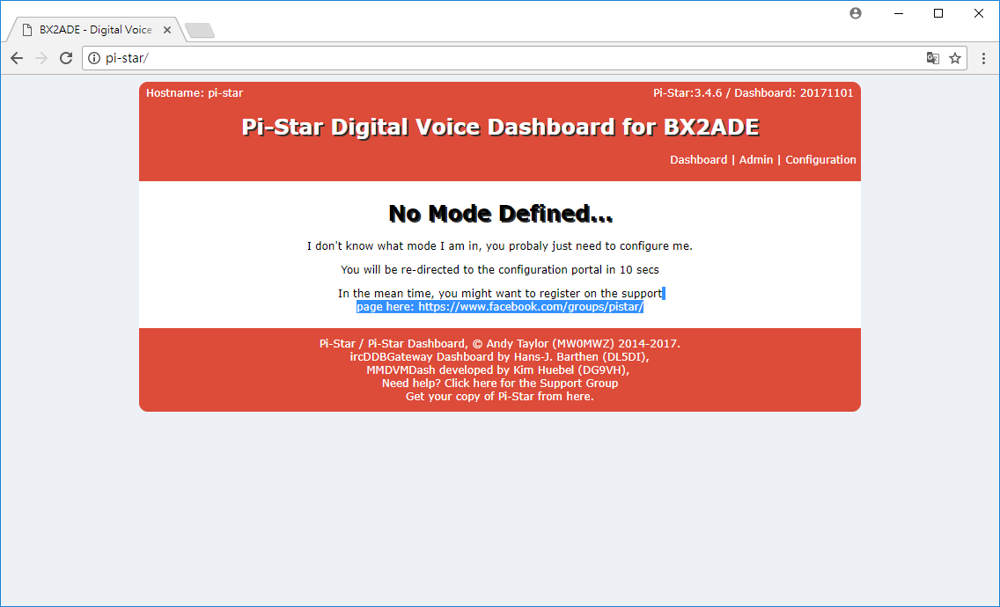 BX2ADE - Digital Voice
pi-star/
Hostname: pi-star
Pi-Star:3.4.6 / Dashboard: 20171101
Pi-Star Digital Voice Dashboard for BX2ADE
Dashboard | Admin | Configuration
No Mode Defined...
I don't know what mode I am in, you probaly just need to configure me.
You will be re-directed to the configuration portal in 10 secs
In the mean time, you might want to register on the support
page here: https://www.facebook.com/groups/pistar/
Pi-Star / Pi-Star Dashboard, © Andy Taylor (MW0MWZ) 2014-2017.
ircDDBGateway Dashboard by Hans-J. Barthen (DL5DI),
MMDVMDash developed by Kim Huebel (DG9VH),
Need help? Click here for the Support Group
Get your copy of Pi-Star from here.